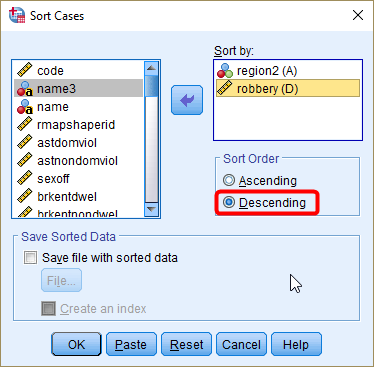 Sort Cases
Sort by:
code
name3
name
rmapshaperid
astdomviol
astnondomviol
sexoff
brkentdwel
brkentnondwel
region2 (A)
robbery (D)
Sort Order
Ascending
Descending
Save Sorted Data
Save file with sorted data
File...
Create an index
OK
Paste
Reset
Cancel
Help